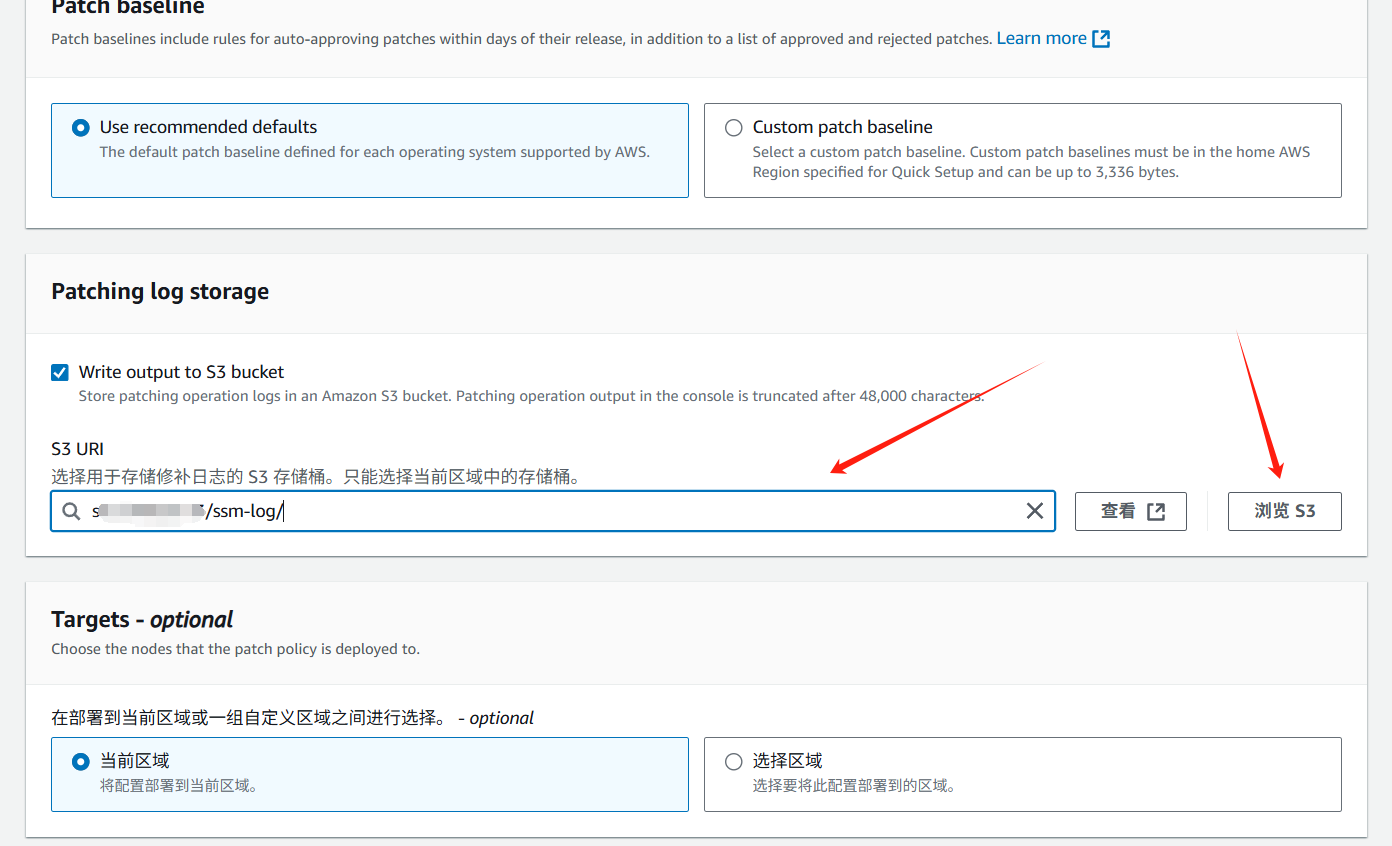 Patch baseline
Patch baselines include rules for auto-approving patches within days of their release, in addition to a list of approved and rejected patches. Learn more
Use recommended defaults
The default patch baseline defined for each operating system supported by AWS.
Custom patch baseline
Select a custom patch baseline. Custom patch baselines must be in the home AWS
Region specified for Quick Setup and can be up to 3,336 bytes.
Patching log storage
Write output to S3 bucket
Store patching operation logs in an Amazon S3 bucket. Patching operation output in the console is truncated after 48,000 characters.
S3 URI
选择用于存储修补日志的 S3 存储桶。只能选择当前区域中的存储桶。
/ssm-log/
查看
浏览 S3
Targets - optional
Choose the nodes that the patch policy is deployed to.
在部署到当前区域或一组自定义区域之间进行选择。 - optional
当前区域
将配置部署到当前区域。
选择区域
选择要将此配置部署到的区域。